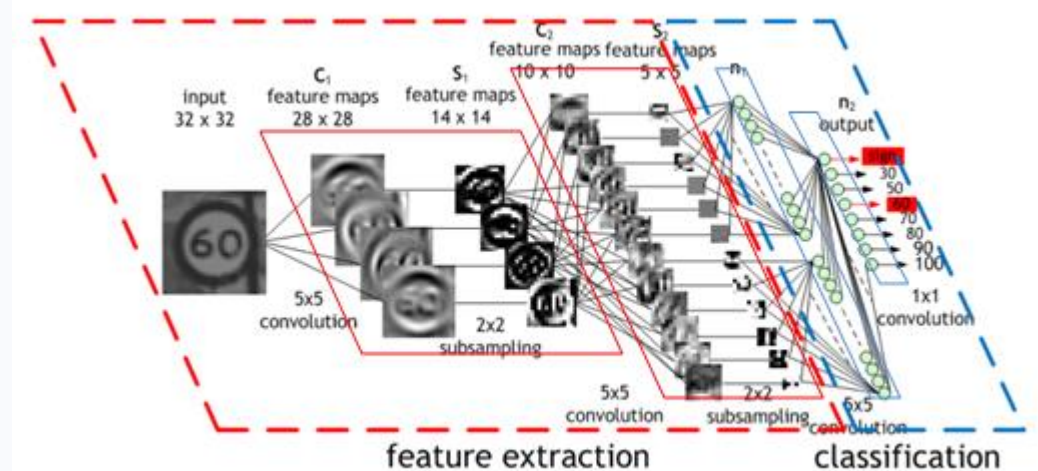 input
32 x 32
C₁
feature maps
28 x 28
S₁
feature maps
14 x 14
C₂
feature maps
10 x 10
S₂
feature maps
5 x 5
n₁
n₂
output
60
30
50
60
70
80
90
100
5x5
convolution
2x2
subsampling
5x5
convolution
2x2
subsampling
5x5
convolution
1x1
convolution
feature extraction
classification